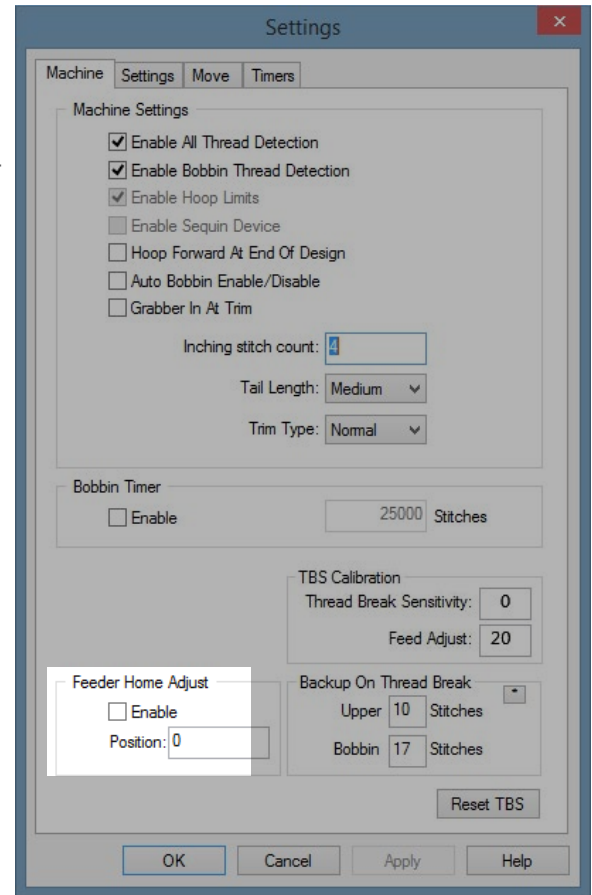 Settings
Machine Settings Move Timers
Machine Settings
Enable All Thread Detection
Enable Bobbin Thread Detection
Enable Hoop Limits
Enable Sequin Device
Hoop Forward At End Of Design
Auto Bobbin Enable/Disable
Grabber In At Trim
Inching stitch count: 4
Tail Length: Medium
Trim Type: Normal
Bobbin Timer
Enable 25000 Stitches
TBS Calibration
Thread Break Sensitivity: 0
Feed Adjust: 20
Feeder Home Adjust
Enable
Position: 0
Backup On Thread Break *
Upper 10 Stitches
Bobbin 17 Stitches
Reset TBS
OK Cancel Apply Help